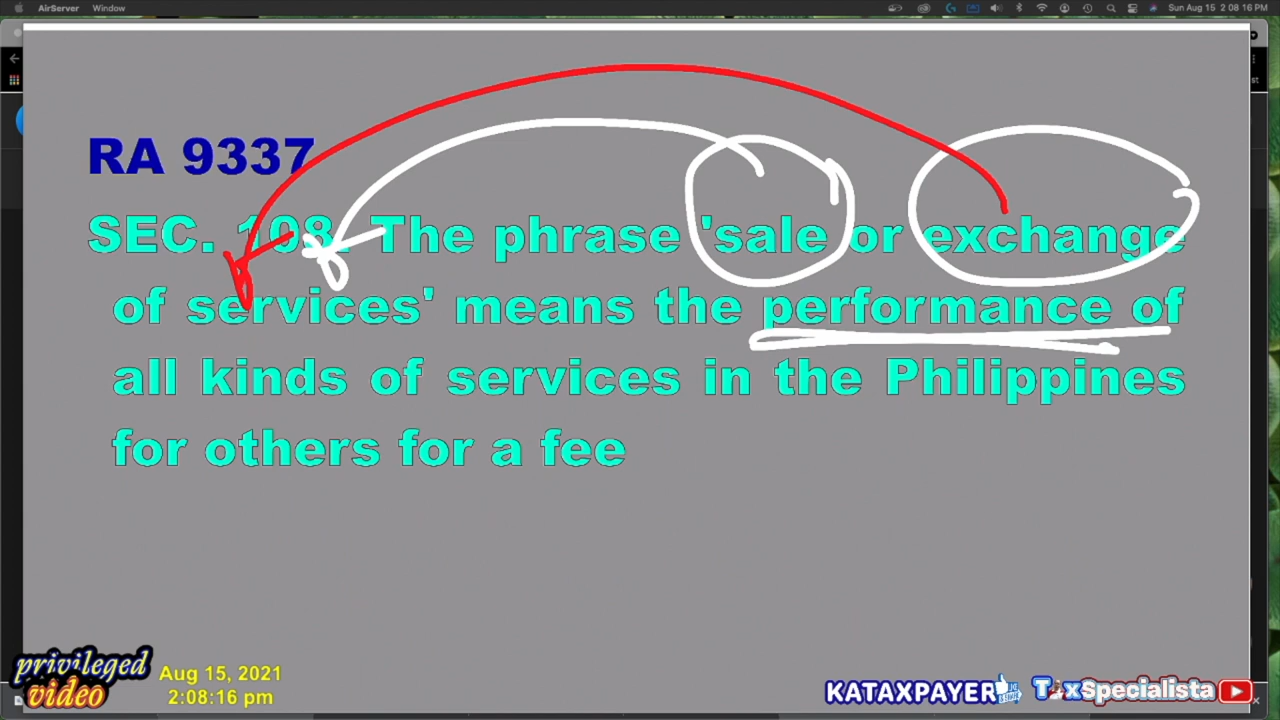 AirServer Window Sun Aug 15 2 08 16 PM
RA 9337
SEC. 108. The phrase 'sale or exchange
of services' means the performance of
all kinds of services in the Philippines
for others for a fee
privileged
video
Aug 15, 2021
2:08:16 pm
KATAXPAYER TaxSpecialista